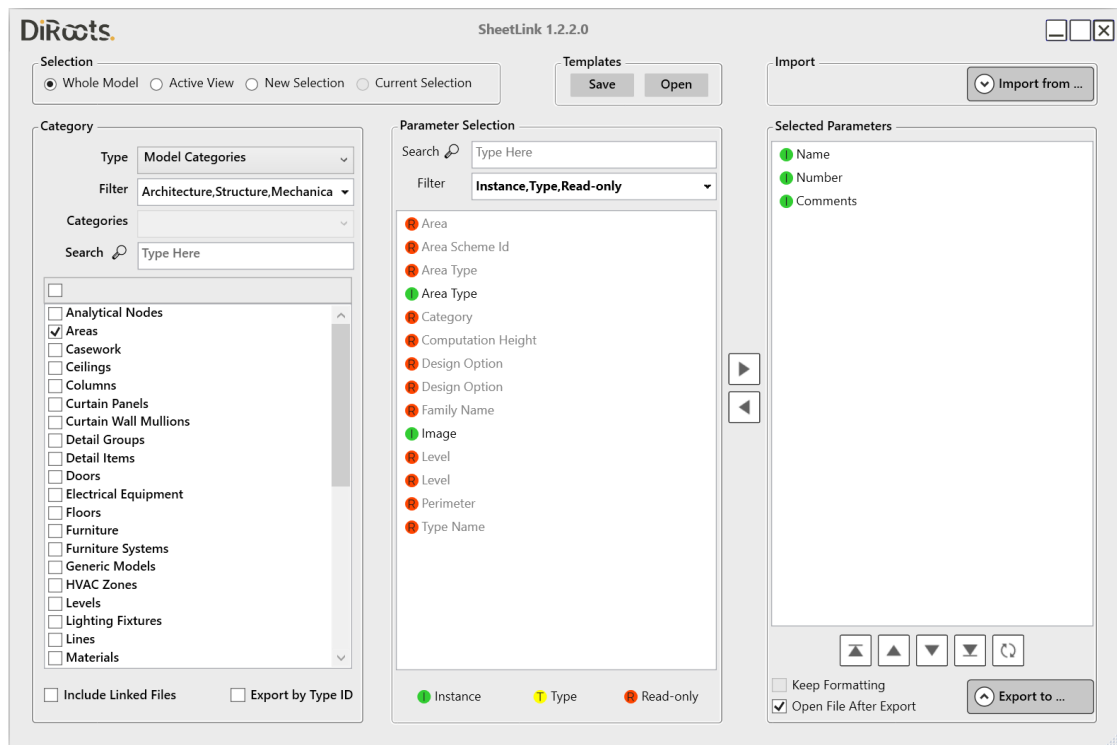 DiRoots.
SheetLink 1.2.2.0
Selection
Whole Model
Active View
New Selection
Current Selection
Templates
Save
Open
Import
Import from ...
Category
Type
Model Categories
Filter
Architecture,Structure,Mechanica
Categories
Search
Type Here
Analytical Nodes
Areas
Casework
Ceilings
Columns
Curtain Panels
Curtain Wall Mullions
Detail Groups
Detail Items
Doors
Electrical Equipment
Floors
Furniture
Furniture Systems
Generic Models
HVAC Zones
Levels
Lighting Fixtures
Lines
Materials
Include Linked Files
Export by Type ID
Parameter Selection
Search
Type Here
Filter
Instance,Type,Read-only
R Area
R Area Scheme Id
R Area Type
I Area Type
R Category
R Computation Height
R Design Option
R Design Option
R Family Name
I Image
R Level
R Level
R Perimeter
R Type Name
I Instance
T Type
R Read-only
Selected Parameters
I Name
I Number
I Comments
Keep Formatting
Open File After Export
Export to ...